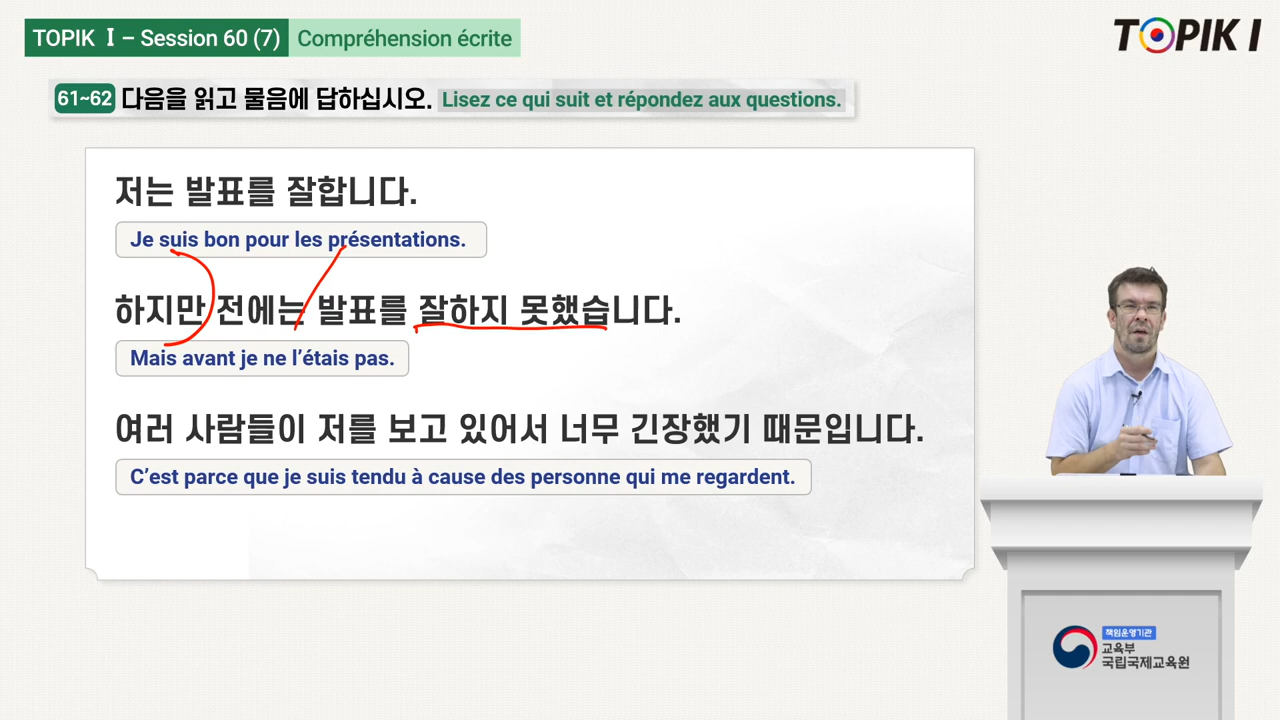 TOPIK Ⅰ – Session 60 (7) Compréhension écrite
TOPIK I
61~62 다음을 읽고 물음에 답하십시오. Lisez ce qui suit et répondez aux questions.
저는 발표를 잘합니다.
Je suis bon pour les présentations.
하지만 전에는 발표를 잘하지 못했습니다.
Mais avant je ne l’étais pas.
여러 사람들이 저를 보고 있어서 너무 긴장했기 때문입니다.
C’est parce que je suis tendu à cause des personne qui me regardent.
책임운영기관
교육부
국립국제교육원